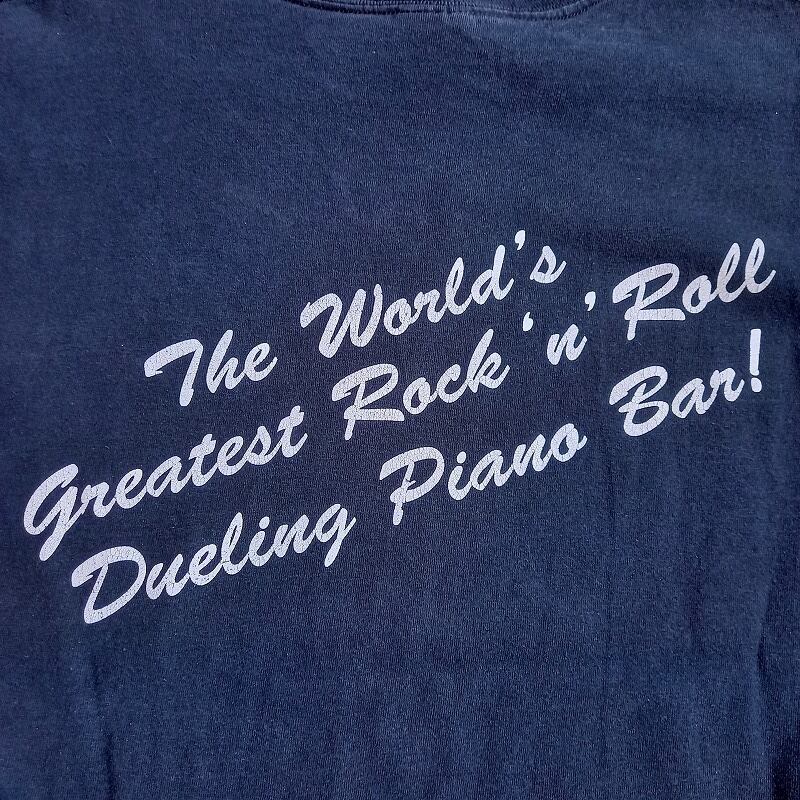 The World's
Greatest Rock 'n' Roll
Dueling Piano Bar!